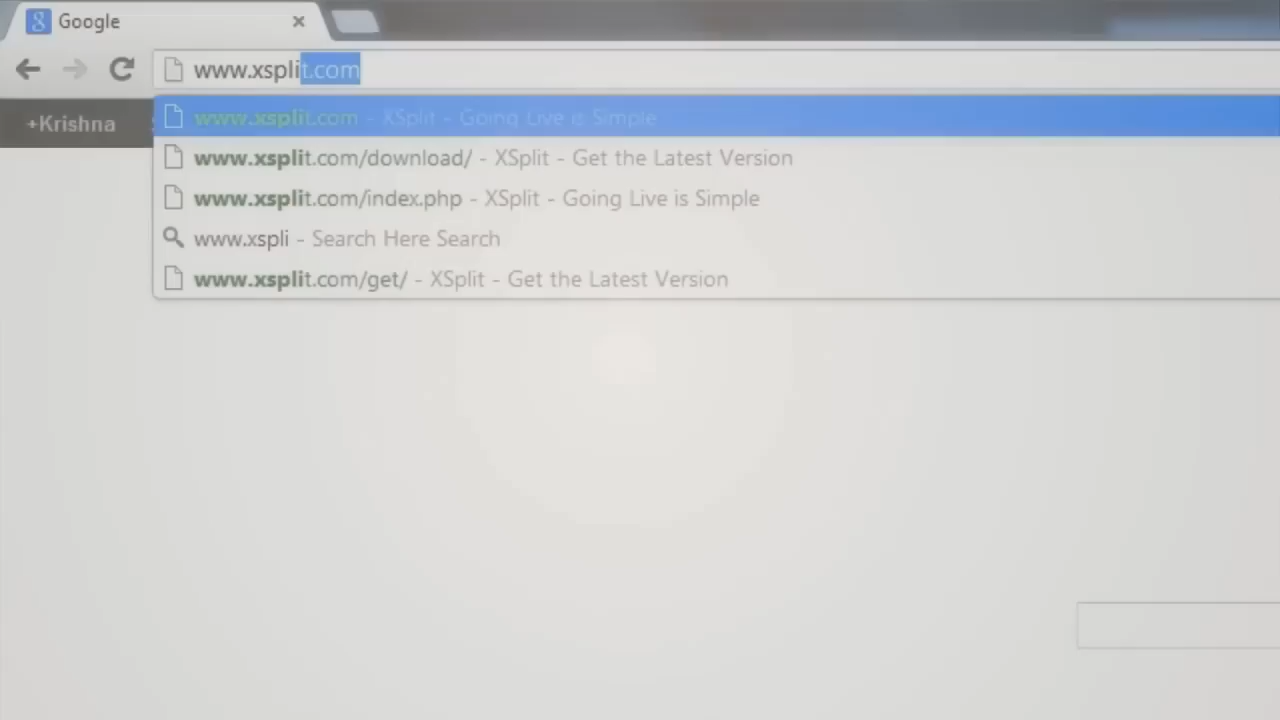 Google
www.xsplit.com
+Krishna
www.xsplit.com - XSplit - Going Live is Simple
www.xsplit.com/download/ - XSplit - Get the Latest Version
www.xsplit.com/index.php - XSplit - Going Live is Simple
www.xspli - Search Here Search
www.xsplit.com/get/ - XSplit - Get the Latest Version